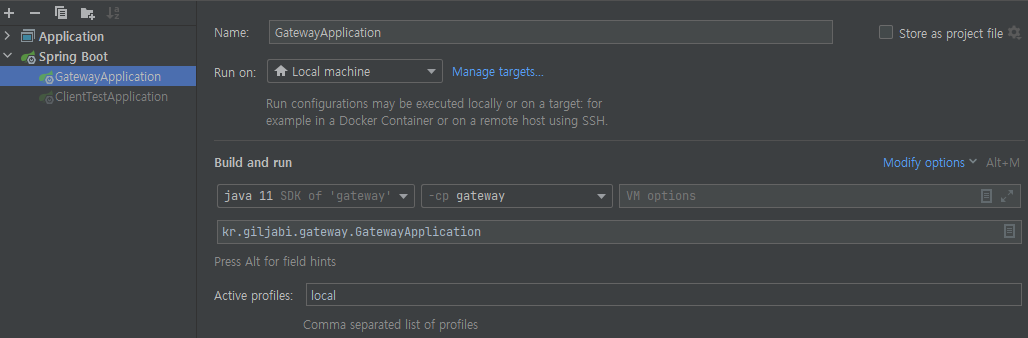 Application
Spring Boot
GatewayApplication
ClientTestApplication
Name: GatewayApplication Store as project file
Run on: Local machine Manage targets...
Run configurations may be executed locally or on a target: for
example in a Docker Container or on a remote host using SSH.
Build and run Modify options Alt+M
java 11 SDK of 'gateway' -cp gateway VM options
kr.giljabi.gateway.GatewayApplication
Press Alt for field hints
Active profiles: local
Comma separated list of profiles